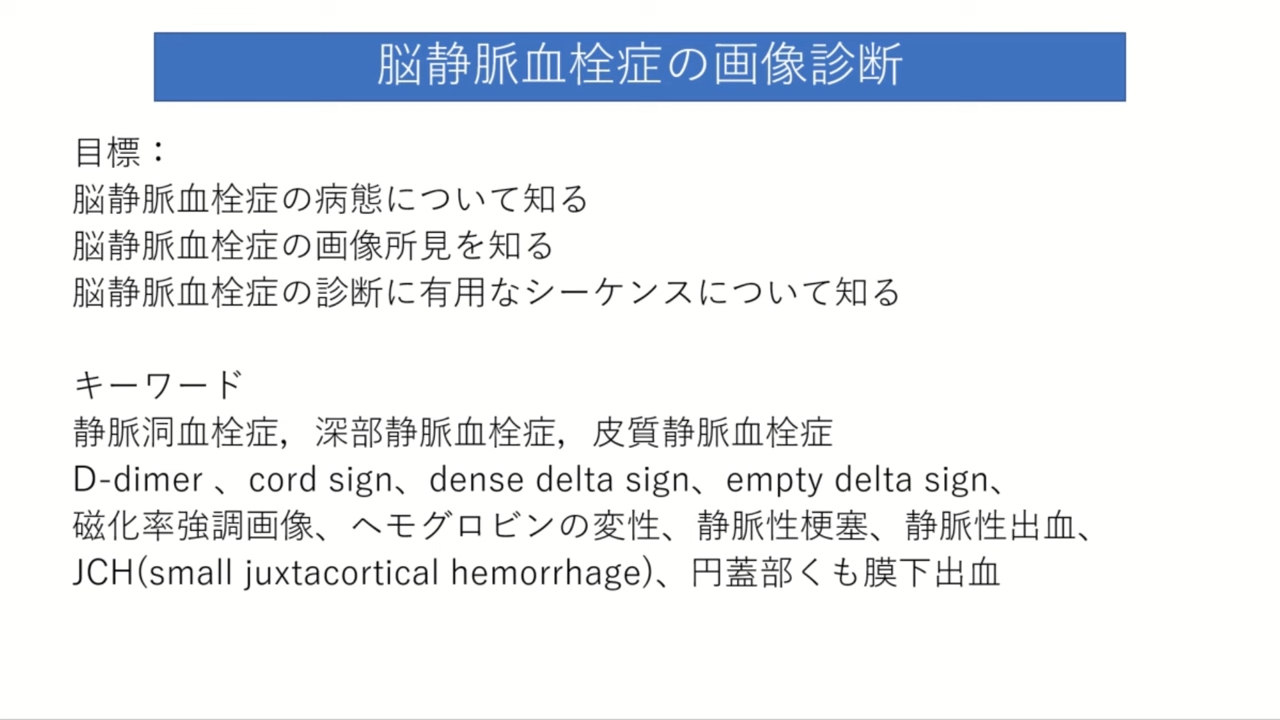 脳静脈血栓症の画像診断
目標：
脳静脈血栓症の病態について知る
脳静脈血栓症の画像所見を知る
脳静脈血栓症の診断に有用なシーケンスについて知る
キーワード
静脈洞血栓症，深部静脈血栓症，皮質静脈血栓症
D-dimer 、cord sign、dense delta sign、empty delta sign、
磁化率強調画像、ヘモグロビンの変性、静脈性梗塞、静脈性出血、
JCH(small juxtacortical hemorrhage)、円蓋部くも膜下出血